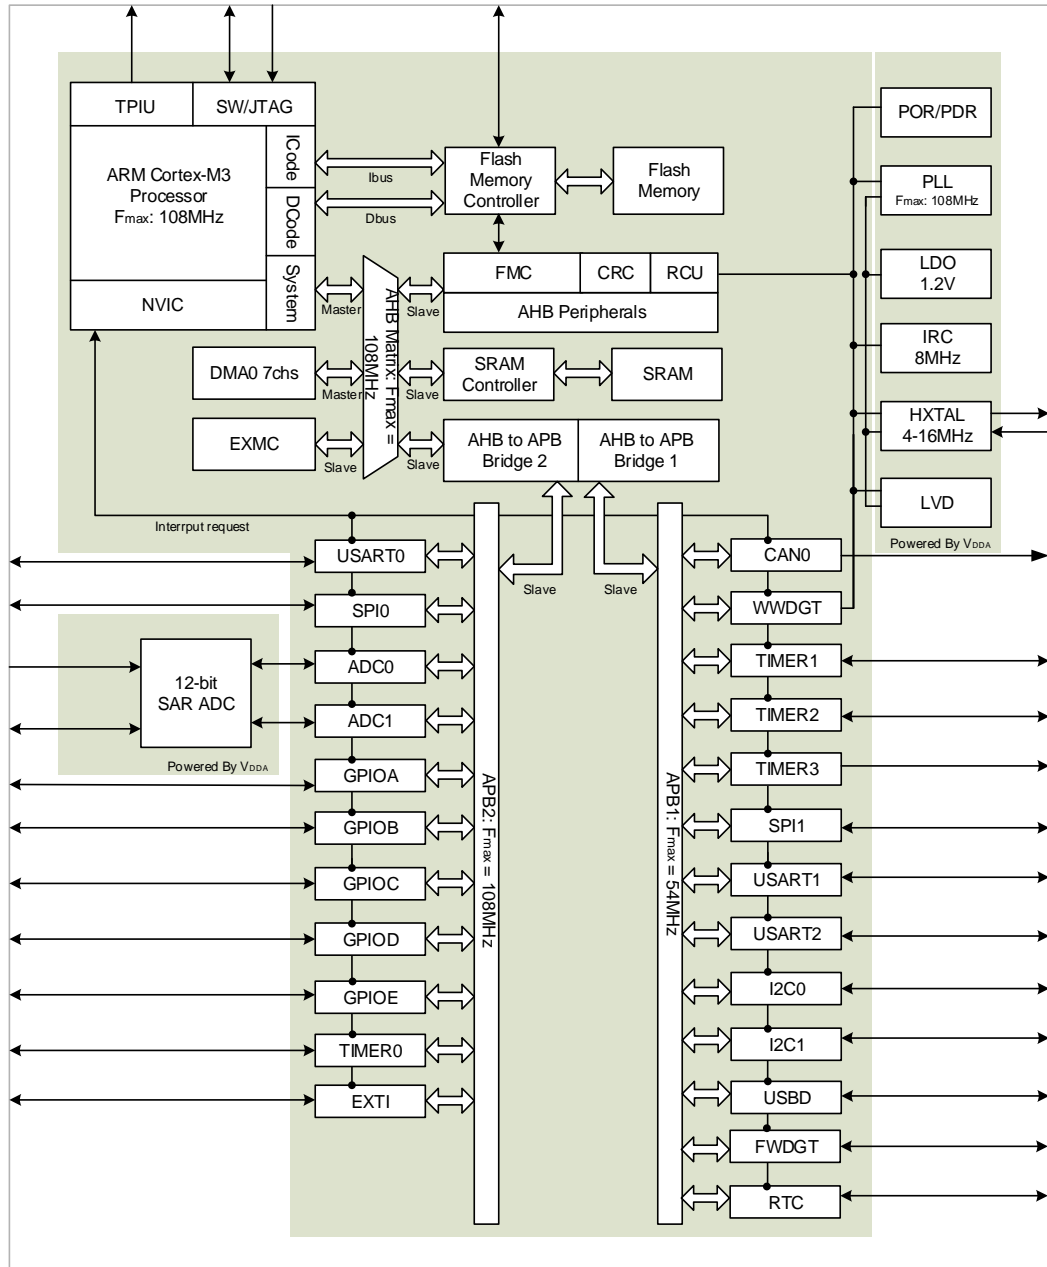 TPIU
SW/JTAG
POR/PDR
ARM Cortex-M3
Processor
Fmax: 108MHz
ICode
Ibus
Flash
Memory
Controller
Flash
Memory
PLL
Fmax: 108MHz
DCode
Dbus
NVIC
System
Master
AHB Matrix: Fmax =
108MHz
Slave
FMC
CRC
RCU
AHB Peripherals
LDO
1.2V
DMA0 7chs
Master
Slave
SRAM
Controller
SRAM
IRC
8MHz
EXMC
Slave
Slave
AHB to APB
Bridge 2
AHB to APB
Bridge 1
HXTAL
4-16MHz
LVD
Powered By VDDA
Interrput request
USART0
SPI0
12-bit
SAR ADC
Powered By VDDA
ADC0
ADC1
GPIOA
GPIOB
GPIOC
GPIOD
GPIOE
TIMER0
EXTI
APB2: Fmax = 108MHz
Slave
Slave
APB1: Fmax = 54MHz
CAN0
WWDGT
TIMER1
TIMER2
TIMER3
SPI1
USART1
USART2
I2C0
I2C1
USBD
FWDGT
RTC